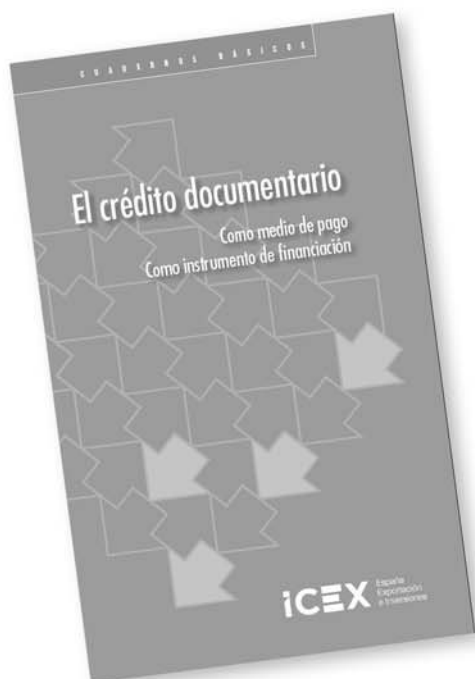 CUADERNOS BÁSICOS
El crédito documentario
Como medio de pago
Como instrumento de financiación
iCEX
España
Exportación
e Inversiones